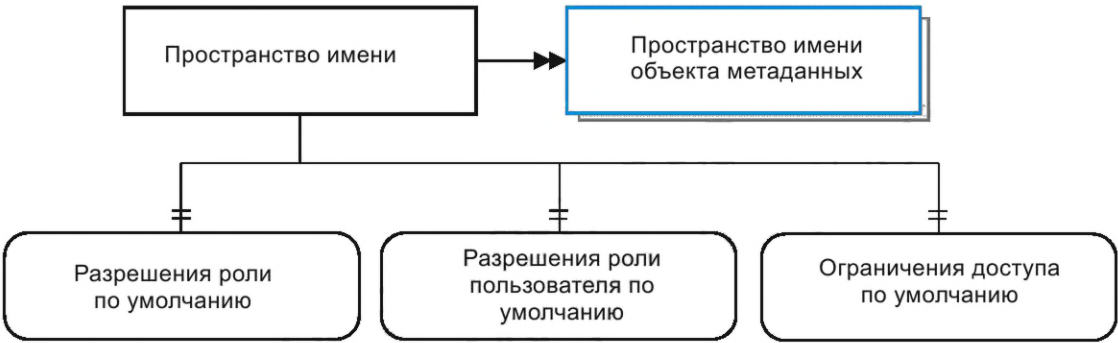 Пространство имени
Пространство имени
объекта метаданных
Разрешения роли
по умолчанию
Разрешения роли
пользователя по
умолчанию
Ограничения доступа
по умолчанию